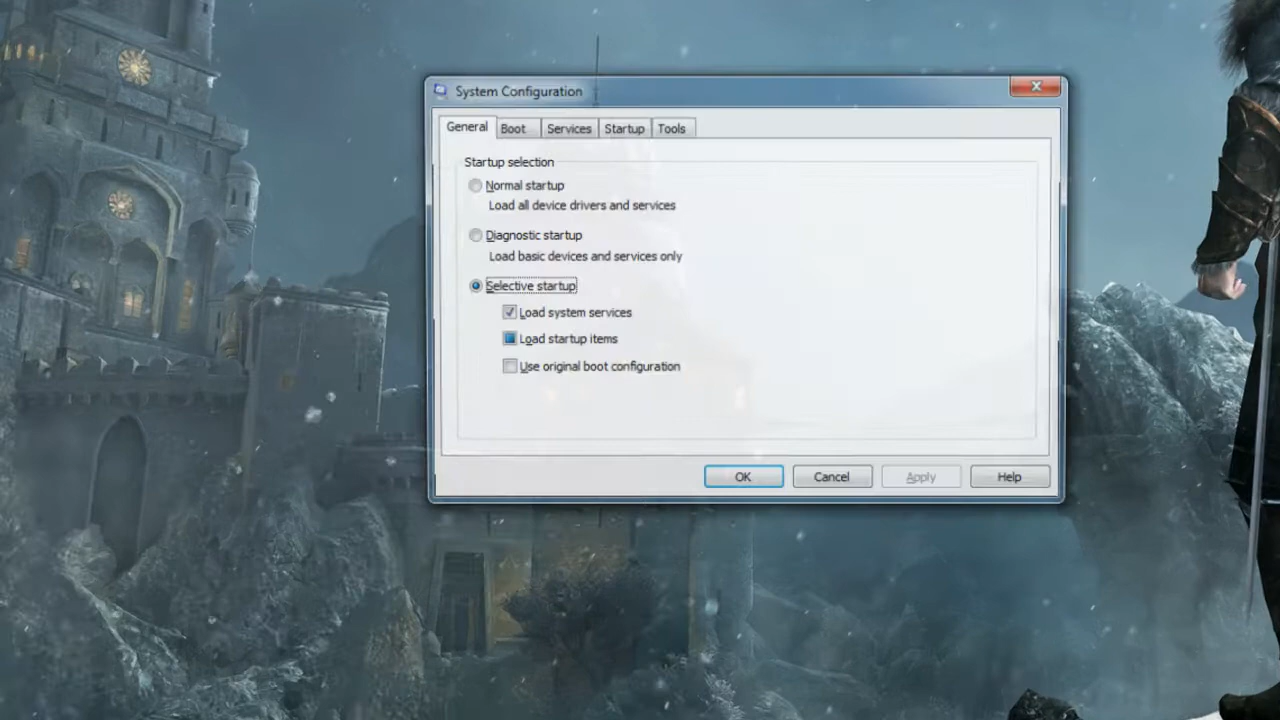 System Configuration
General Boot Services Startup Tools
Startup selection
Normal startup
Load all device drivers and services
Diagnostic startup
Load basic devices and services only
Selective startup
Load system services
Load startup items
Use original boot configuration
OK Cancel Apply Help